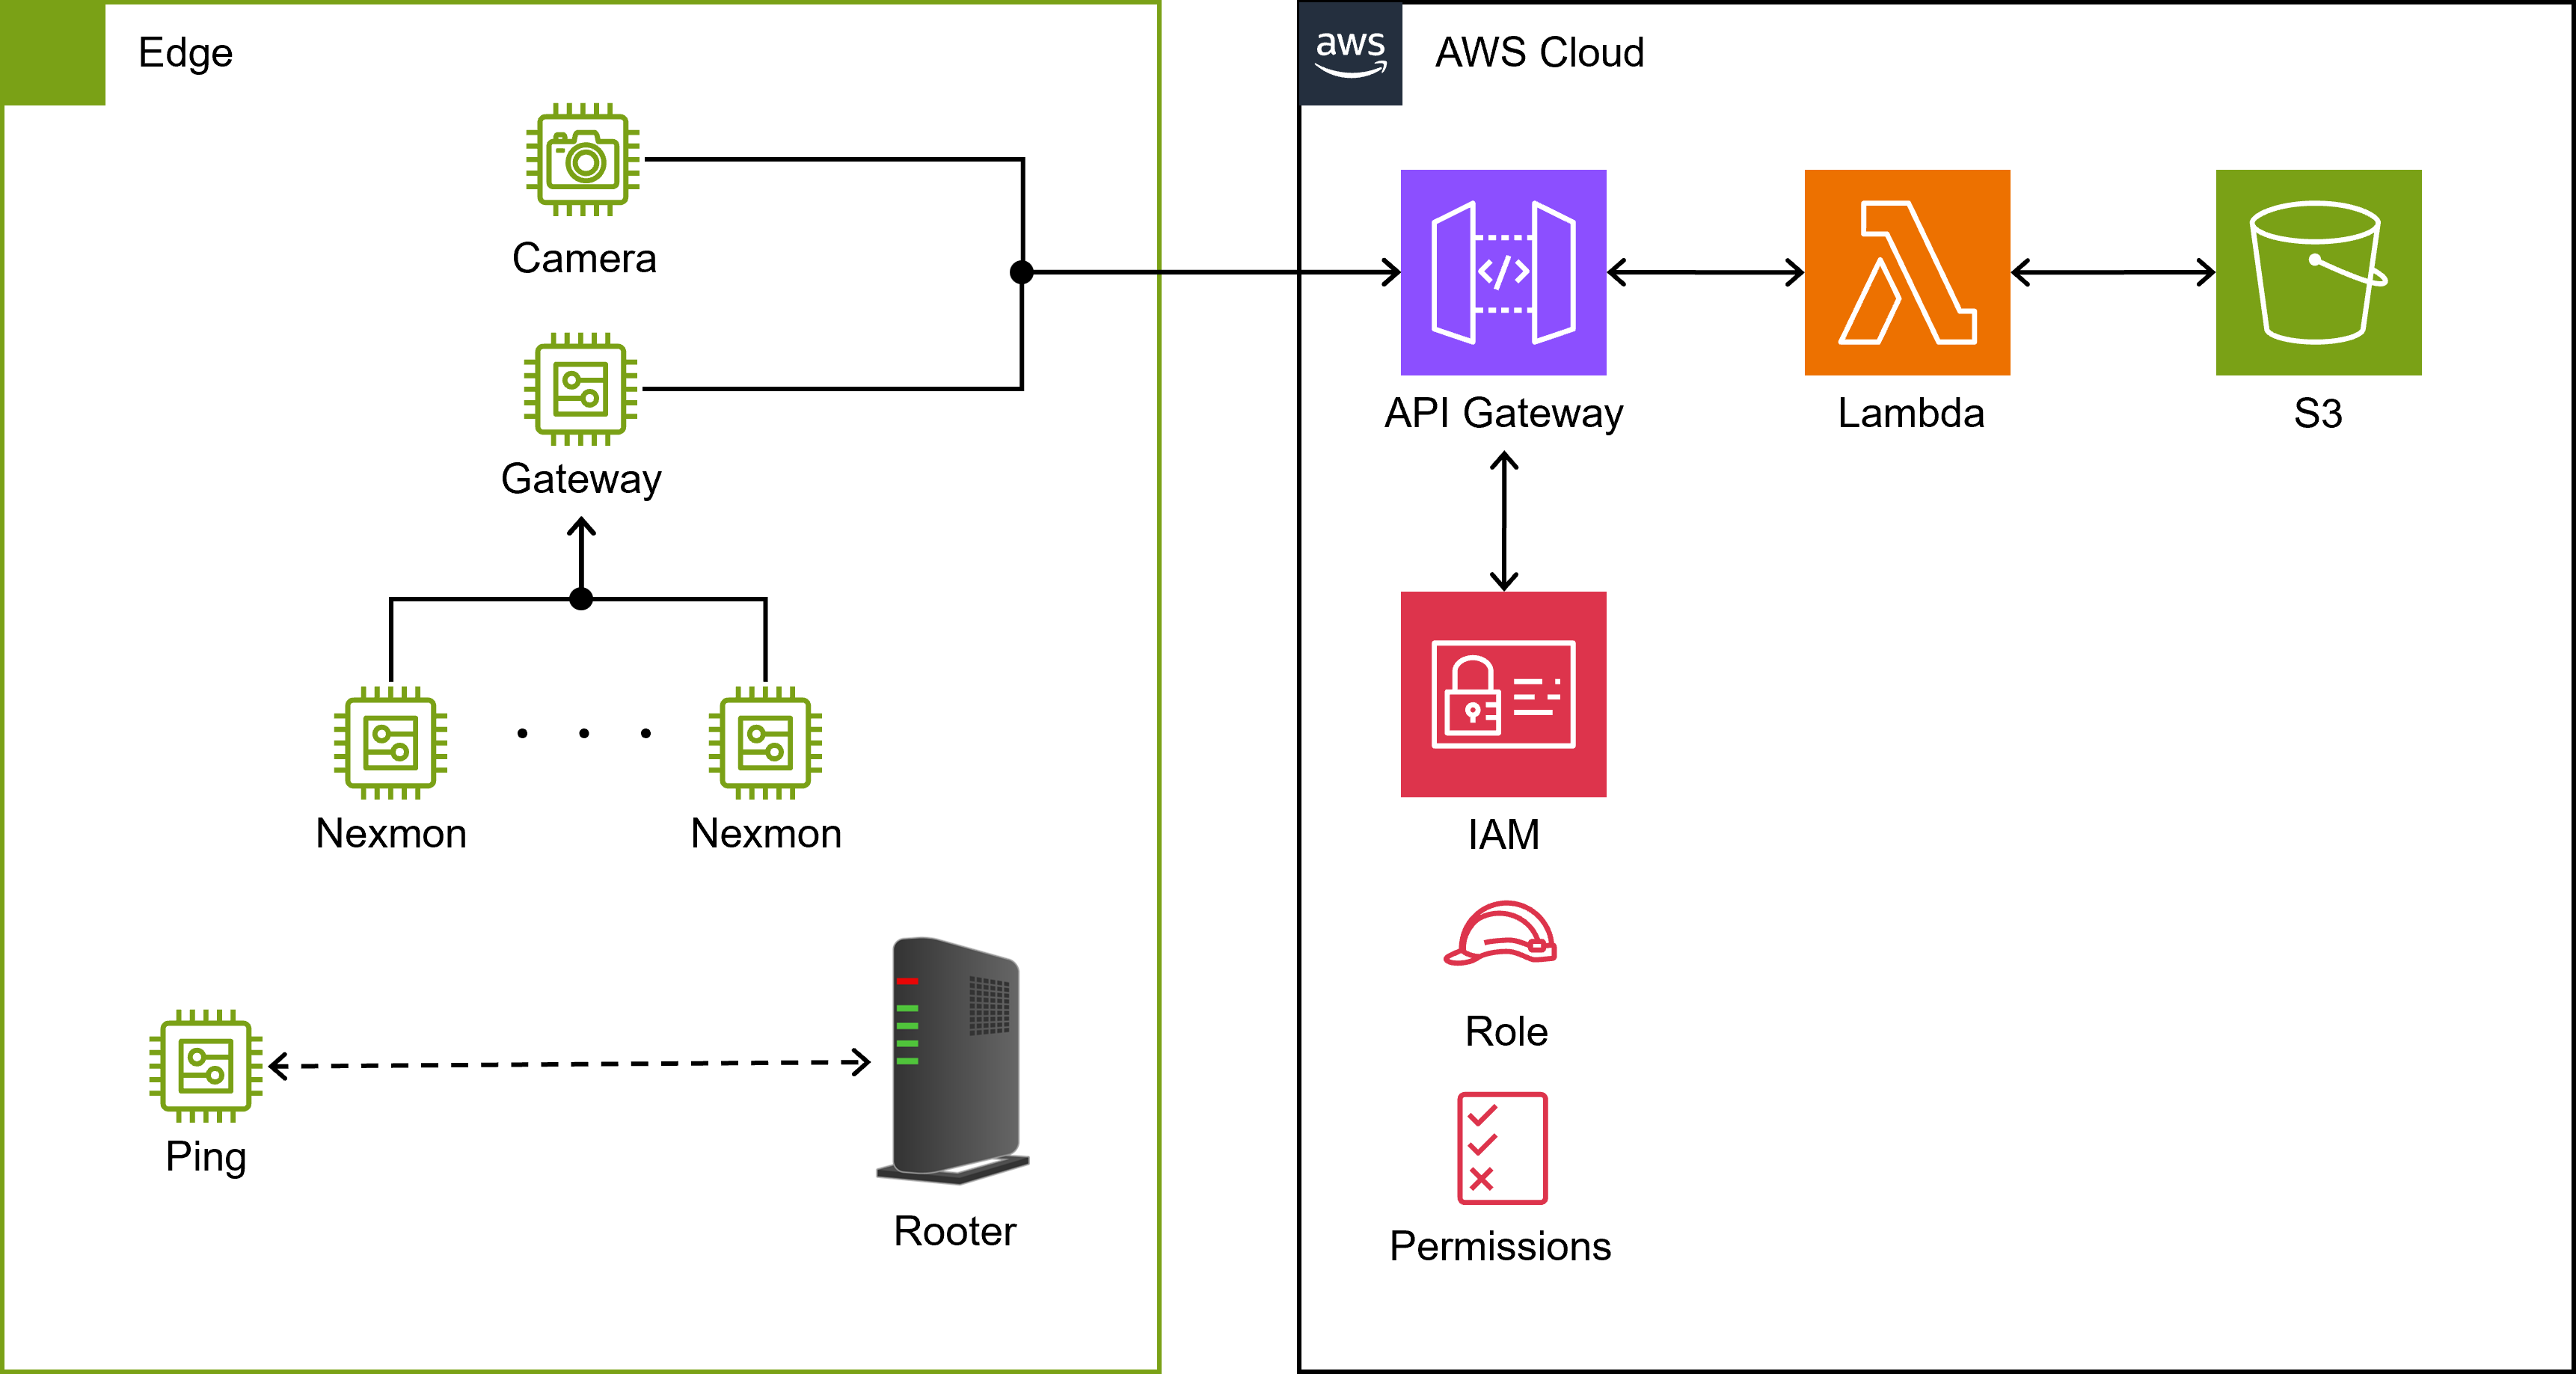 Edge
Camera
Gateway
Nexmon
Nexmon
Ping
Rooter
aws
AWS Cloud
API Gateway
Lambda
S3
IAM
Role
Permissions